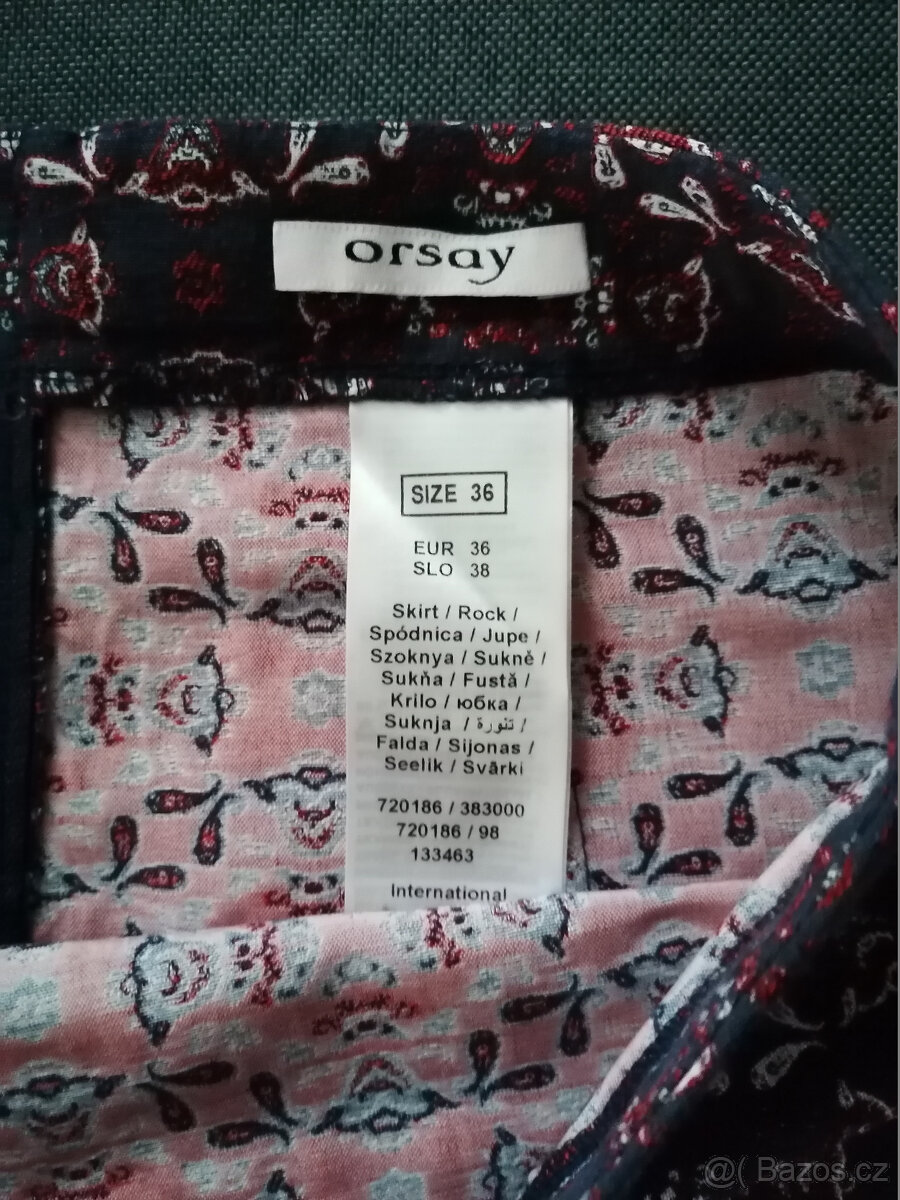 orsay
SIZE 36
EUR 36
SLO 38
Skirt / Rock /
Spódnica / Jupe /
Szoknya / Sukně /
Sukňa / Fustă /
Krilo / юбка /
Suknja / تنورة /
Falda / Sijonas /
Seelik / Svārki
720186 / 383000
720186 / 98
133463
International
@( Bazos.cz